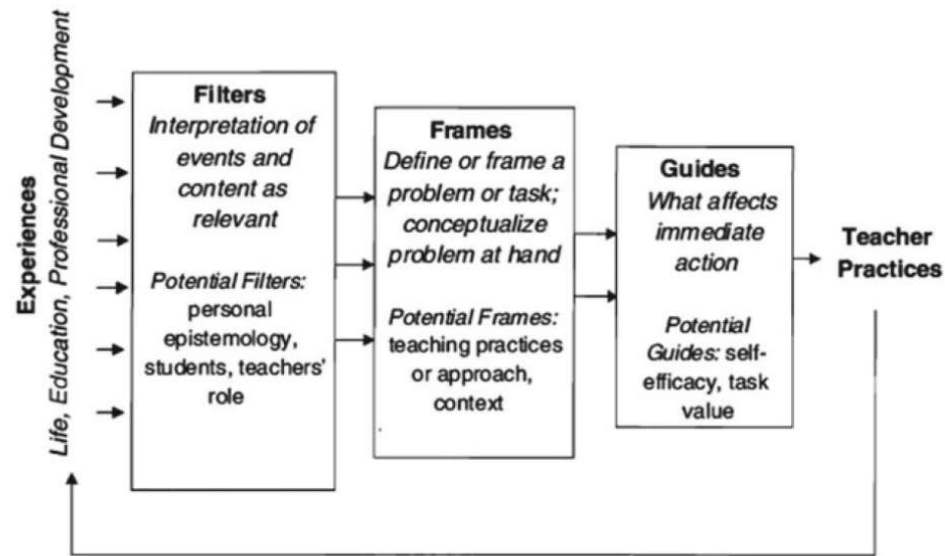 Experiences
Life, Education, Professional Development
Filters
Interpretation of
events and
content as
relevant
Potential Filters:
personal
epistemology,
students, teachers'
role
Frames
Define or frame a
problem or task;
conceptualize
problem at hand
Potential Frames:
teaching practices
or approach,
context
Guides
What affects
immediate
action
Potential
Guides: self-
efficacy, task
value
Teacher
Practices